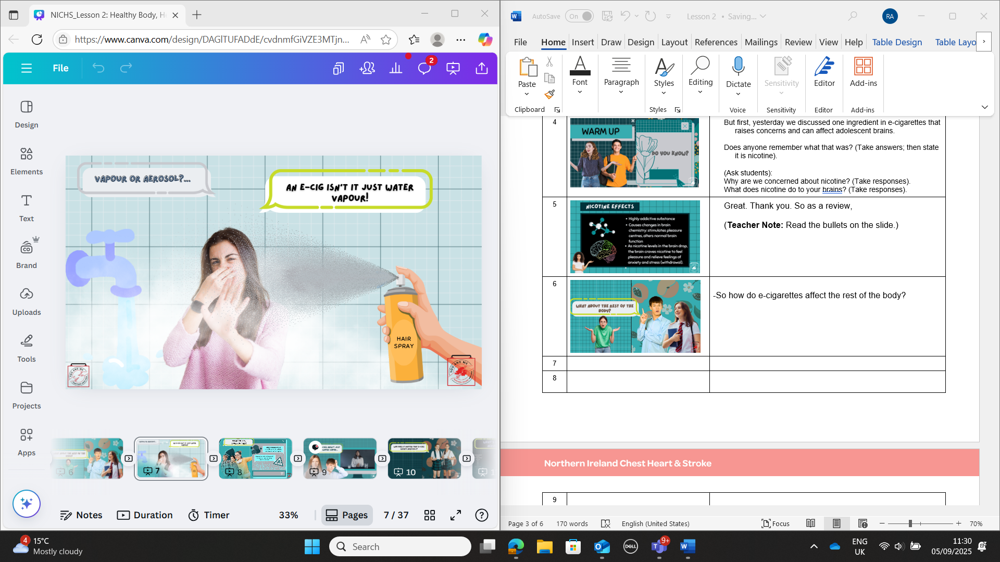 NICHS_Lesson 2: Healthy Body, H
https://www.canva.com/design/DAGlTUFADdE/cvdnmfGiVZE3MTjn...
File
2
Design
Elements
Text
Brand
Uploads
Tools
Projects
Apps
VAPOUR OR AEROSOL?...
AN E-CIG ISN'T IT JUST WATER
VAPOUR!
HAIR
SPRAY
YOU AND ME
YOU AND ME
6
7
8
9
10
Notes
Duration
Timer
33%
Pages
7 / 37
AutoSave
On
Lesson 2 • Saving...
RA
File
Home
Insert
Draw
Design
Layout
References
Mailings
Review
View
Help
Table Design
Table Layo
Paste
Font
Paragraph
Styles
Editing
Dictate
Sensitivity
Editor
Add-ins
Clipboard
Styles
Voice
Sensitivity
Editor
Add-ins
4
WARM UP
DO YOU KNOW?
But first, yesterday we discussed one ingredient in e-cigarettes that
raises concerns and can affect adolescent brains.
Does anyone remember what that was? (Take answers; then state
it is nicotine).
(Ask students):
Why are we concerned about nicotine? (Take responses).
What does nicotine do to your brains? (Take responses).
5
NICOTINE EFFECTS
• Highly addictive substance
• Causes changes in brain
chemistry: stimulates pleasure
centres, alters normal brain
function
• As nicotine levels in the brain drop,
the brain craves nicotine to feel
pleasure and relieve feelings of
anxiety and stress (withdrawal).
Great. Thank you. So as a review,
(Teacher Note: Read the bullets on the slide.)
6
WHAT ABOUT THE REST OF THE
BODY?
-So how do e-cigarettes affect the rest of the body?
7
8
Northern Ireland Chest Heart & Stroke
9
Page 3 of 6
170 words
English (United States)
Focus
70%
4
15°C
Mostly cloudy
Search
DELL
9+
ENG
UK
11:30
05/09/2025